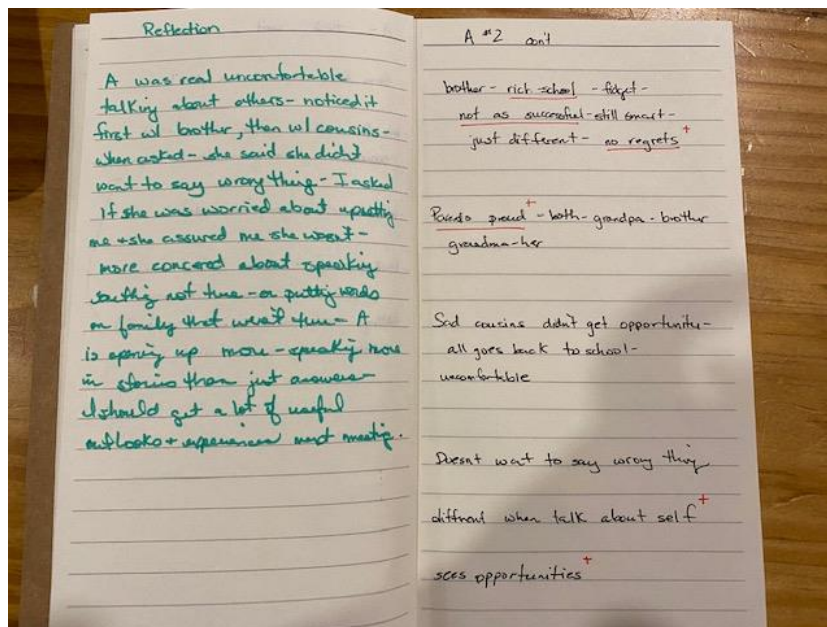 Reflection
A was real uncomfortable
talking about others - noticed it
first w/ brother, then w/ cousins -
when asked - she said she didn't
want to say wrong thing - I asked
if she was worried about upsetting
me + she assured me she wasn't -
more concered about speaking
not true - or putting words
on family that weren't true - A
is opening up more - speaking more
in stories than just answers -
I should get a lot of useful
outlooks + experiences next meeting.
A #2 con't
brother - rich school - fidget -
not as successful - still smart -
just different - no regrets +
Parents proud + - both - grandpa - brother
grandma - her
Sad cousins didn't get opportunity -
all goes back to school -
uncomfortable
Doesnt want to say wrong thing
different when talk about self +
sees opportunities +